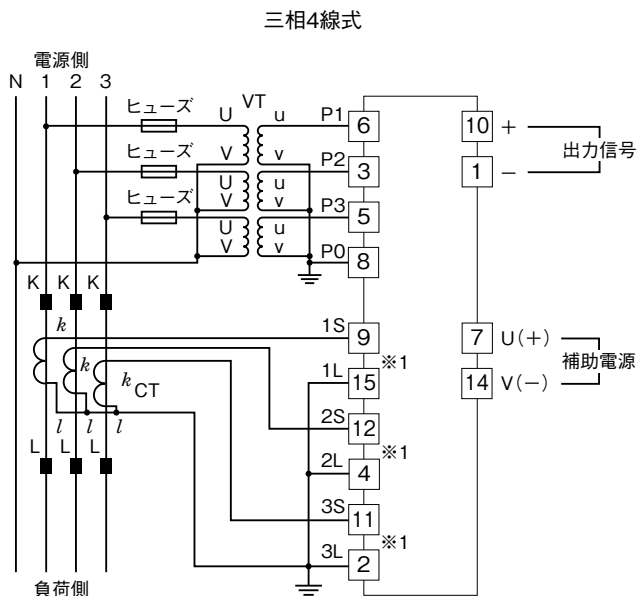 三相4線式
電源側
N 1 2 3
ヒューズ U VT u P1 6 10 +
V v 出力信号
ヒューズ U u P2 3 1 −
V v
ヒューズ U u P3 5
V v
P0 8
K K K
k 1S 9 7 U(+)
※1 補助電源
k k CT 1L 15 14 V(−)
l l l 2S 12
※1
L L L 2L 4
3S 11
※1
3L 2
負荷側